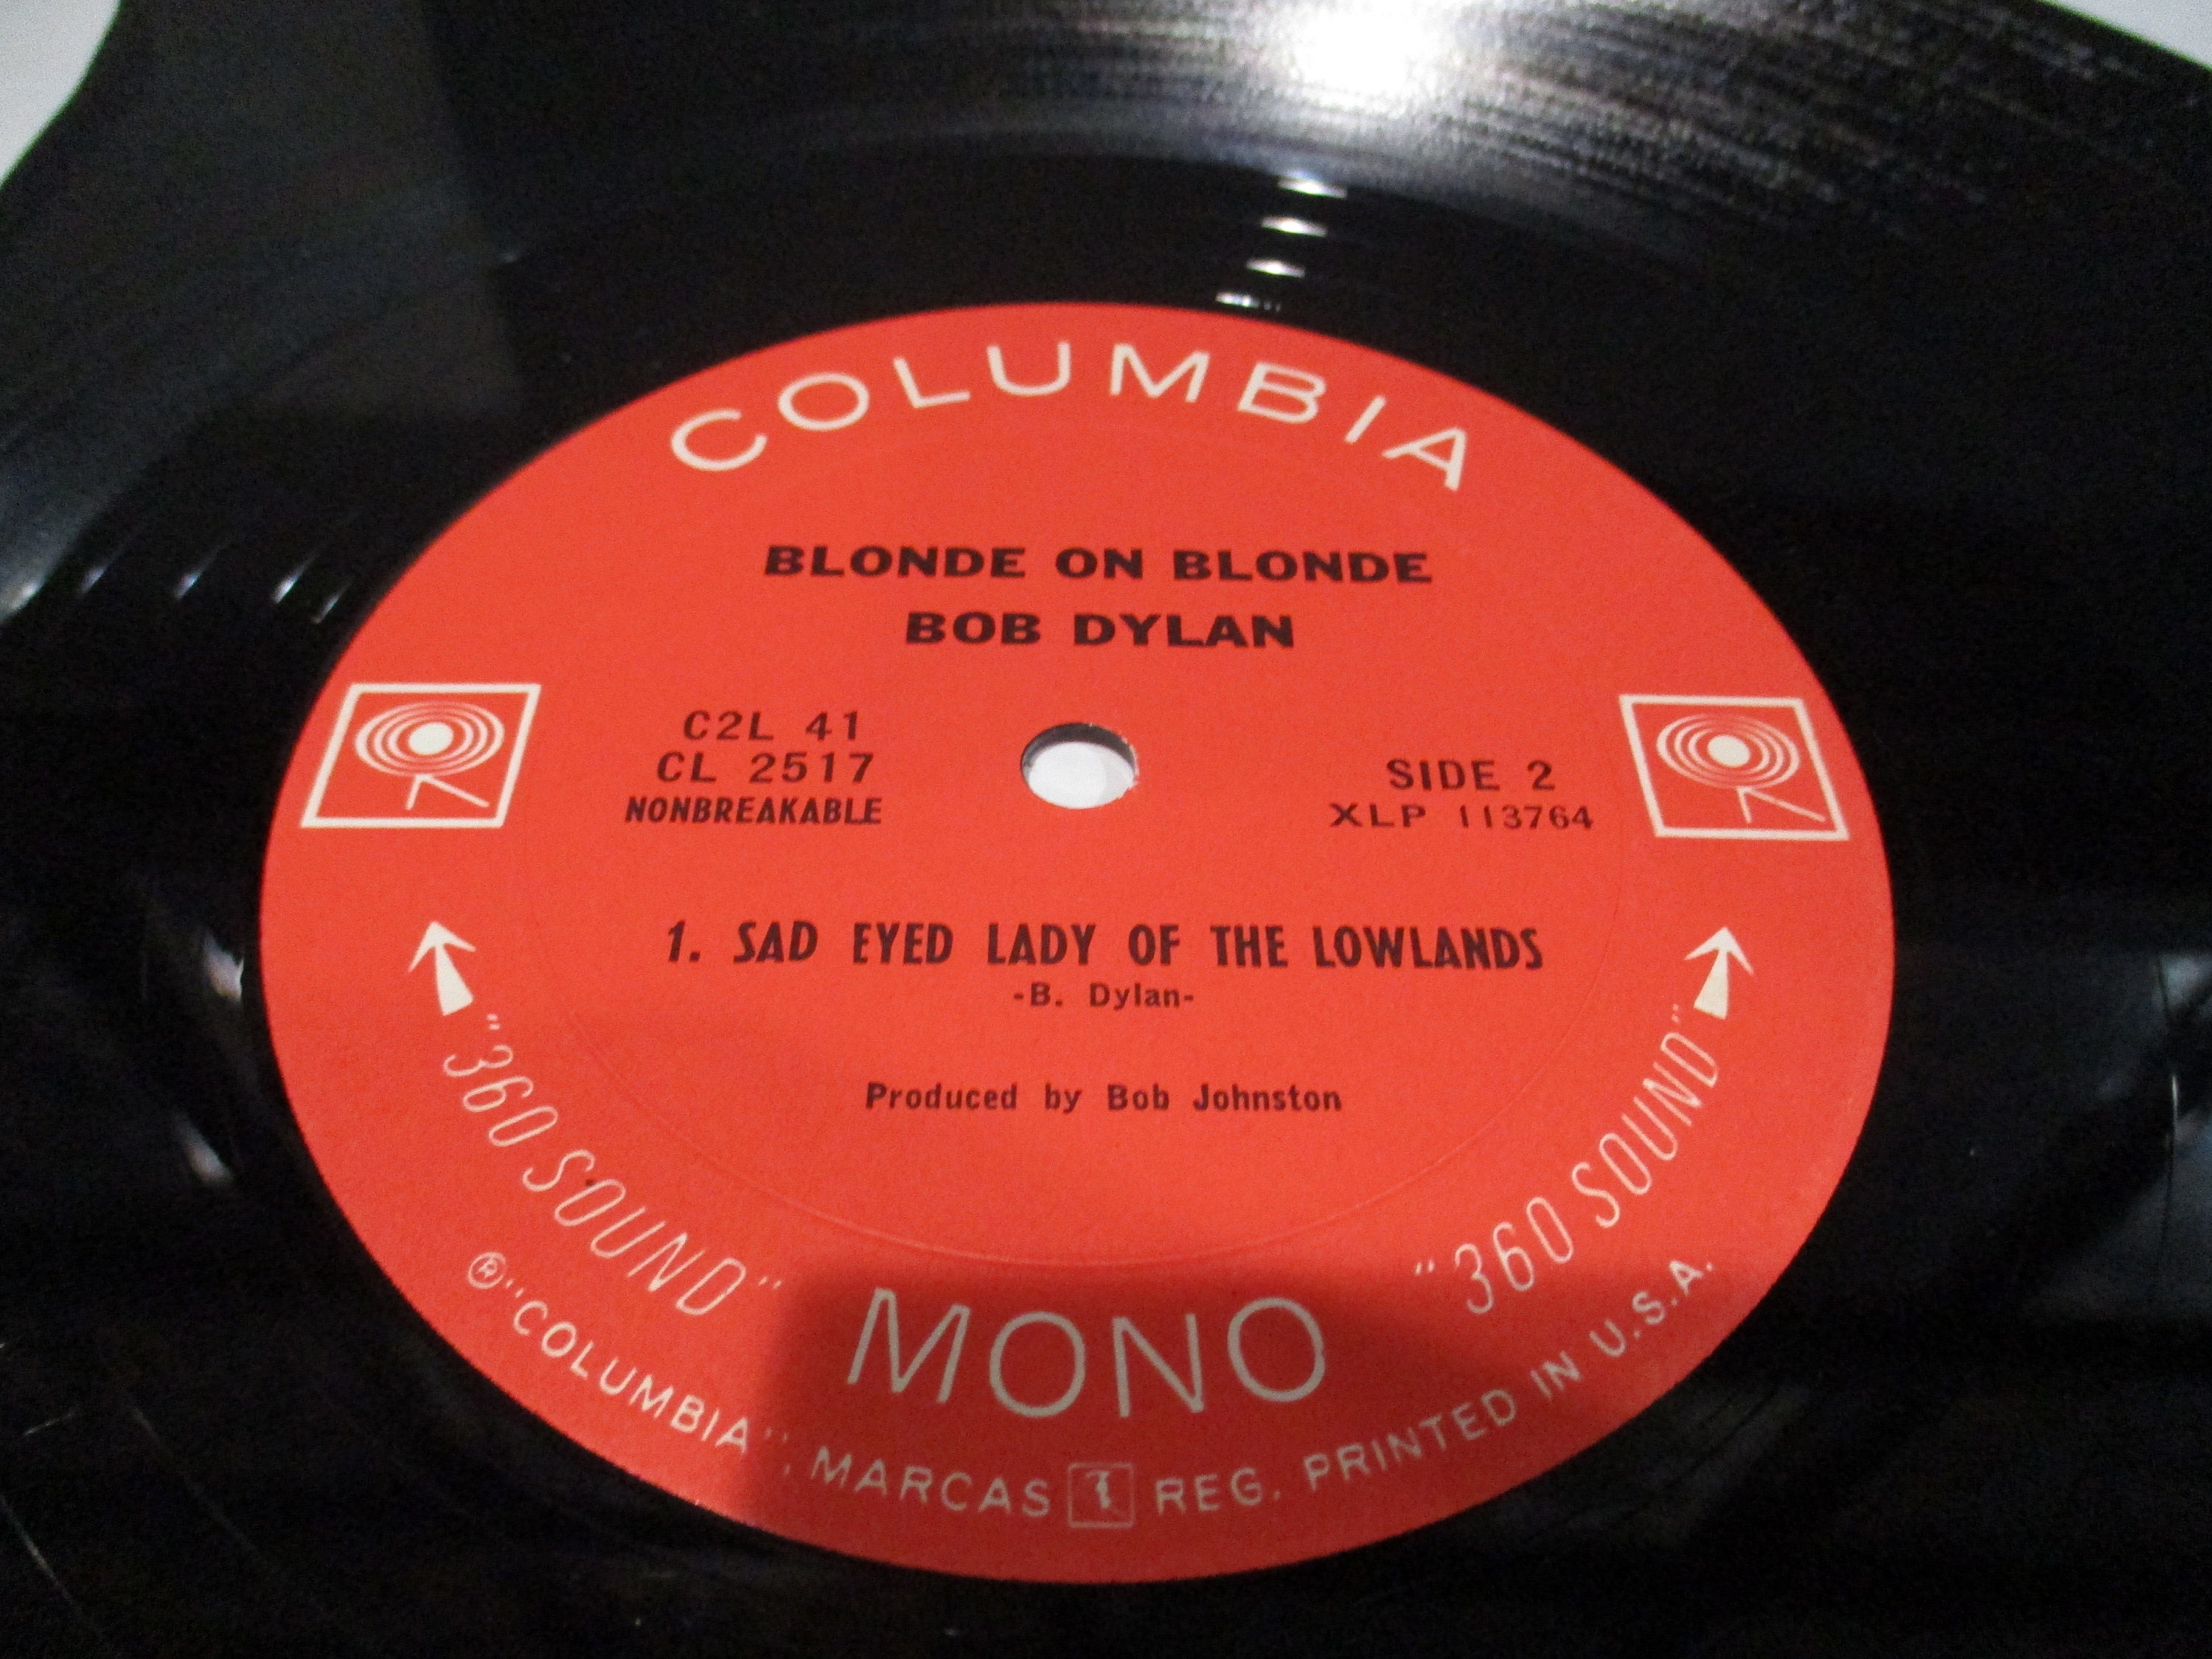 COLUMBIA
BLONDE ON BLONDE
BOB DYLAN
C2L 41
CL 2517
NONBREAKABLE
SIDE 2
XLP 113764
1. SAD EYED LADY OF THE LOWLANDS
-B. Dylan-
Produced by Bob Johnston
"360 SOUND"
MONO
"360 SOUND"
® "COLUMBIA", MARCAS REG. PRINTED IN U.S.A.